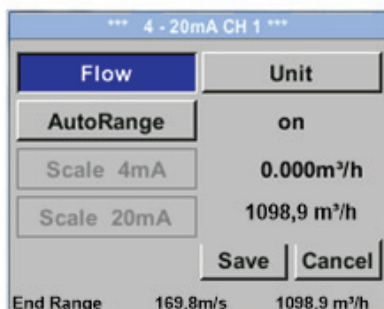 *** 4 - 20mA CH 1 ***
Flow Unit
AutoRange on
Scale 4mA 0.000m³/h
Scale 20mA 1098,9 m³/h
Save Cancel
End Range 169,8m/s 1098,9 m³/h